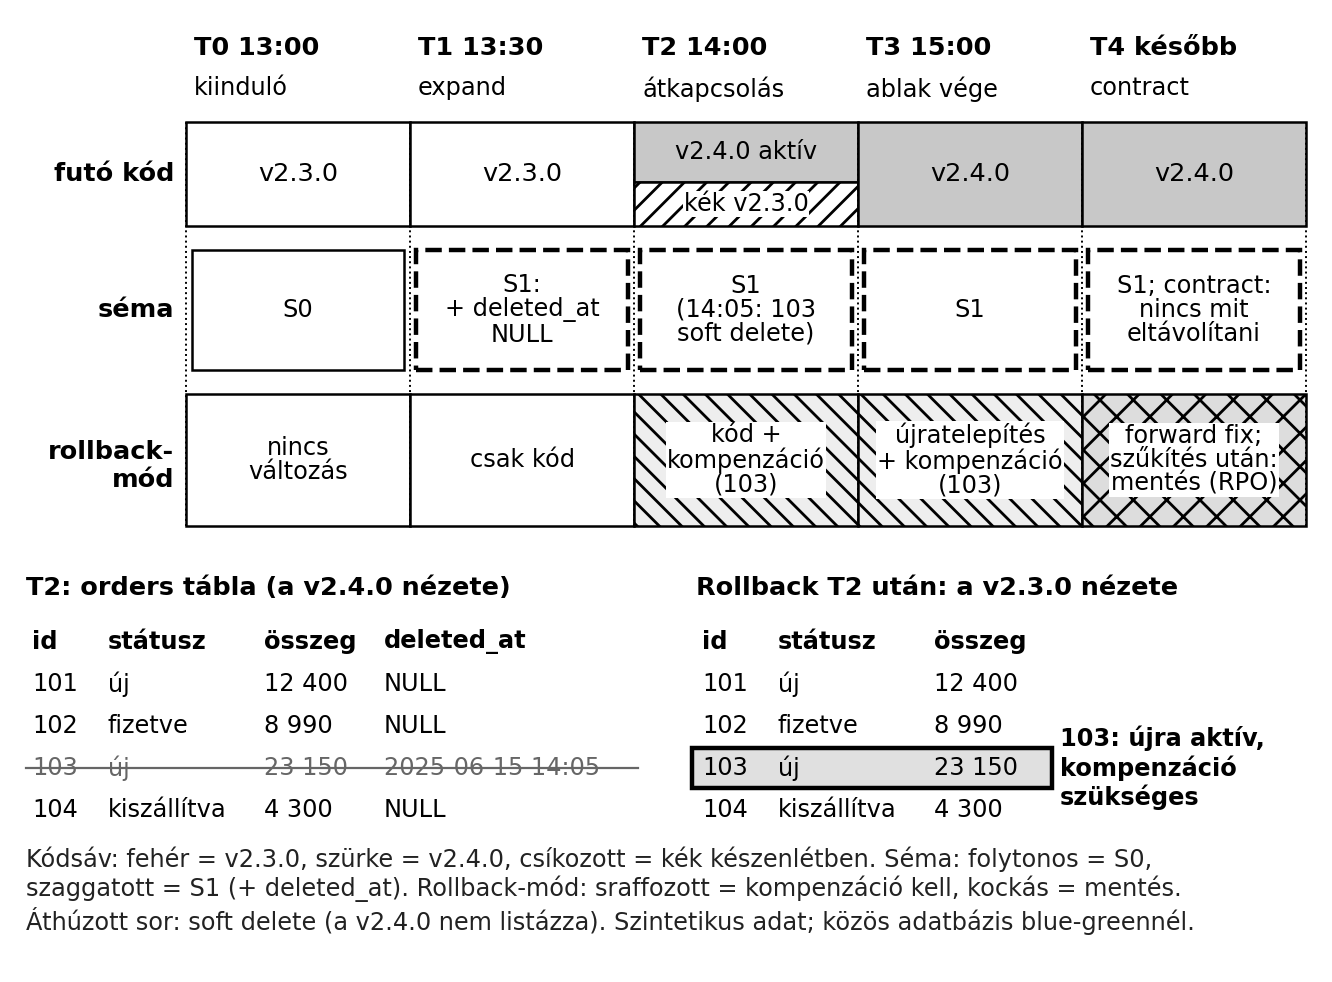 T0 13:00 T1 13:30 T2 14:00 T3 15:00 T4 később
kiinduló expand átkapcsolás ablak vége contract
futó kód
v2.3.0
v2.3.0
v2.4.0 aktív
kék v2.3.0
v2.4.0
v2.4.0
séma
S0
S1:
+ deleted_at
NULL
S1
(14:05: 103
soft delete)
S1
S1; contract:
nincs mit
eltávolítani
rollback-
mód
nincs
változás
csak kód
kód +
kompenzáció
(103)
újratelepítés
+ kompenzáció
(103)
forward fix;
szűkítés után:
mentés (RPO)
T2: orders tábla (a v2.4.0 nézete)
id státusz összeg deleted_at
101 új 12 400 NULL
102 fizetve 8 990 NULL
103 új 23 150 2025-06-15 14:05
104 kiszállítva 4 300 NULL
Rollback T2 után: a v2.3.0 nézete
id státusz összeg
101 új 12 400
102 fizetve 8 990
103 új 23 150
104 kiszállítva 4 300
103: újra aktív,
kompenzáció
szükséges
Kódsáv: fehér = v2.3.0, szürke = v2.4.0, csíkozott = kék készenlétben. Séma: folytonos = S0,
szaggatott = S1 (+ deleted_at). Rollback-mód: sraffozott = kompenzáció kell, kockás = mentés.
Áthúzott sor: soft delete (a v2.4.0 nem listázza). Szintetikus adat; közös adatbázis blue-greennél.